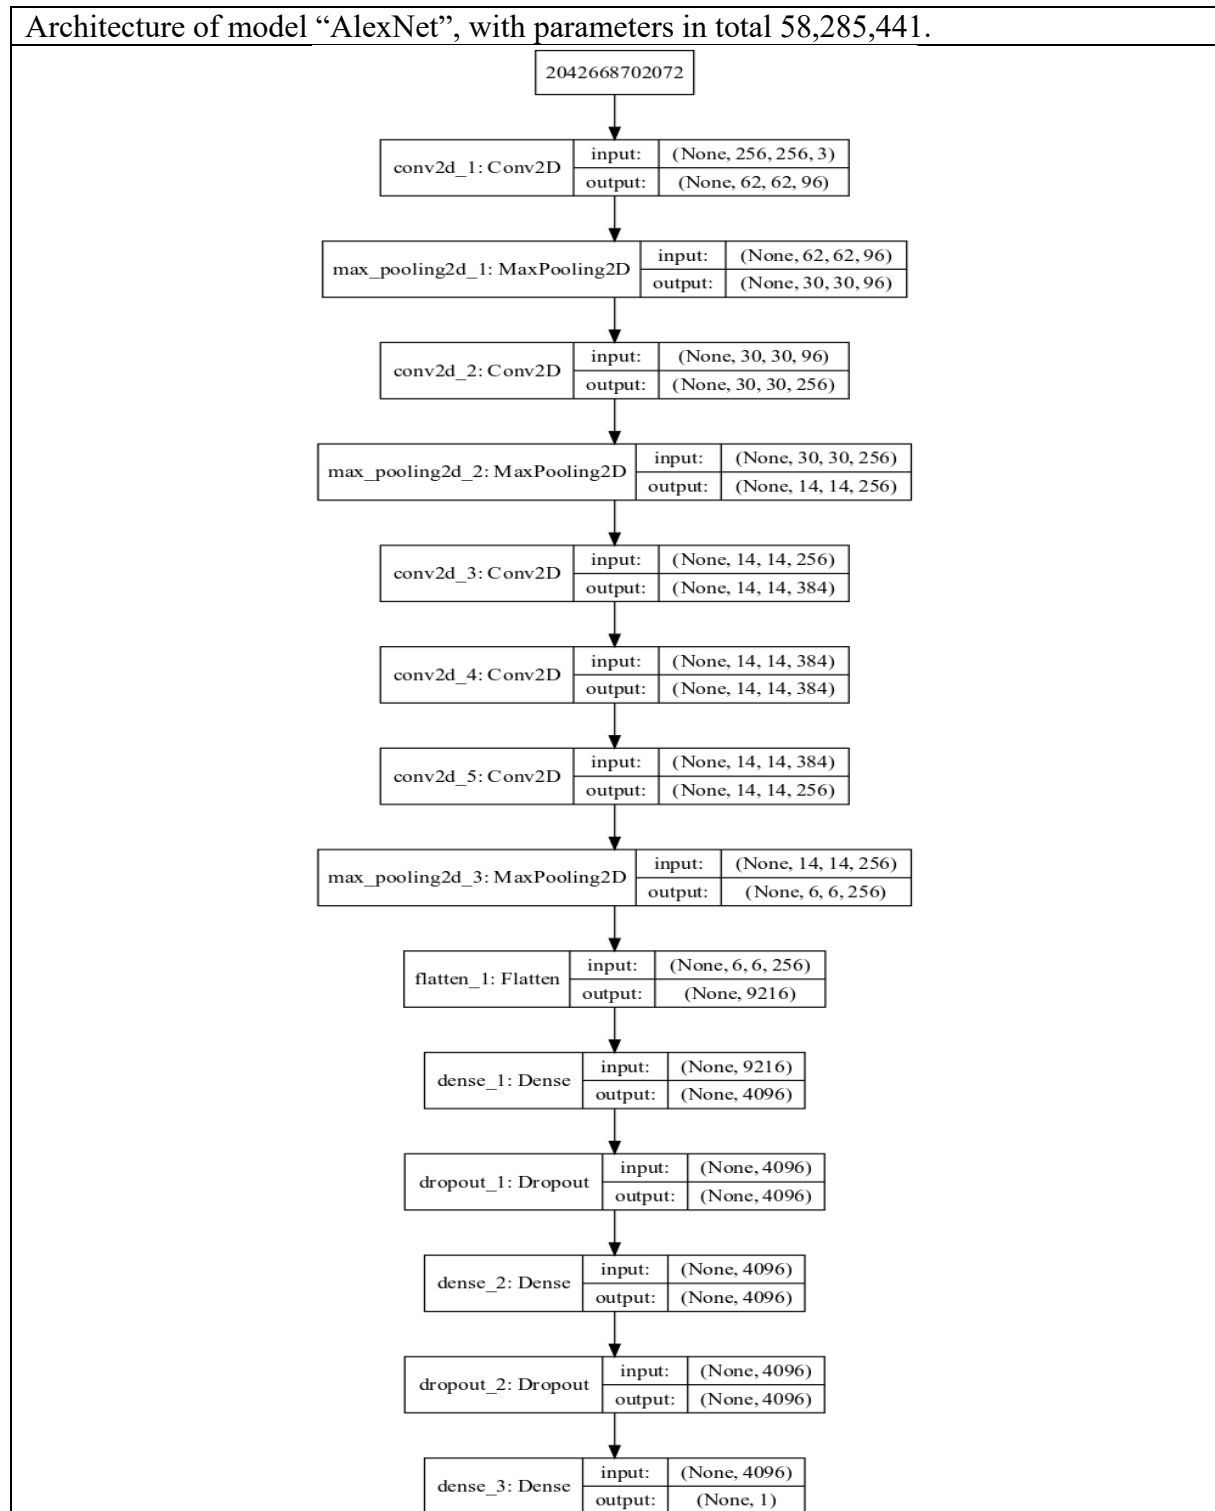 Architecture of model “AlexNet”, with parameters in total 58,285,441.
2042668702072
conv2d_1: Conv2D input: (None, 256, 256, 3)
output: (None, 62, 62, 96)
max_pooling2d_1: MaxPooling2D input: (None, 62, 62, 96)
output: (None, 30, 30, 96)
conv2d_2: Conv2D input: (None, 30, 30, 96)
output: (None, 30, 30, 256)
max_pooling2d_2: MaxPooling2D input: (None, 30, 30, 256)
output: (None, 14, 14, 256)
conv2d_3: Conv2D input: (None, 14, 14, 256)
output: (None, 14, 14, 384)
conv2d_4: Conv2D input: (None, 14, 14, 384)
output: (None, 14, 14, 384)
conv2d_5: Conv2D input: (None, 14, 14, 384)
output: (None, 14, 14, 256)
max_pooling2d_3: MaxPooling2D input: (None, 14, 14, 256)
output: (None, 6, 6, 256)
flatten_1: Flatten input: (None, 6, 6, 256)
output: (None, 9216)
dense_1: Dense input: (None, 9216)
output: (None, 4096)
dropout_1: Dropout input: (None, 4096)
output: (None, 4096)
dense_2: Dense input: (None, 4096)
output: (None, 4096)
dropout_2: Dropout input: (None, 4096)
output: (None, 4096)
dense_3: Dense input: (None, 4096)
output: (None, 1)